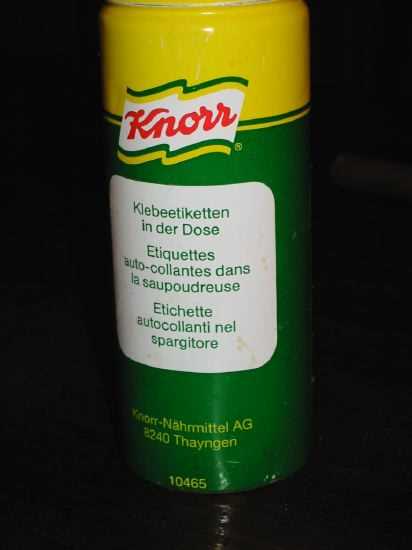 Knorr®
Klebeetiketten
in der Dose
Etiquettes
auto-collantes dans
la saupoudreuse
Etichette
autocollanti nel
spargitore
Knorr-Nährmittel AG
8240 Thayngen
10465